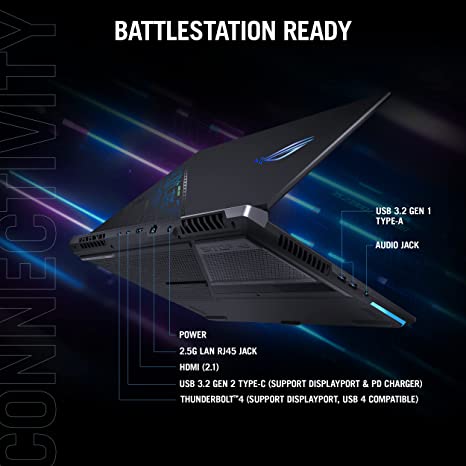 BATTLESTATION READY
CONNECTIVITY
USB 3.2 GEN 1
TYPE-A
AUDIO JACK
POWER
2.5G LAN RJ45 JACK
HDMI (2.1)
USB 3.2 GEN 2 TYPE-C (SUPPORT DISPLAYPORT & PD CHARGER)
THUNDERBOLT™4 (SUPPORT DISPLAYPORT, USB 4 COMPATIBLE)